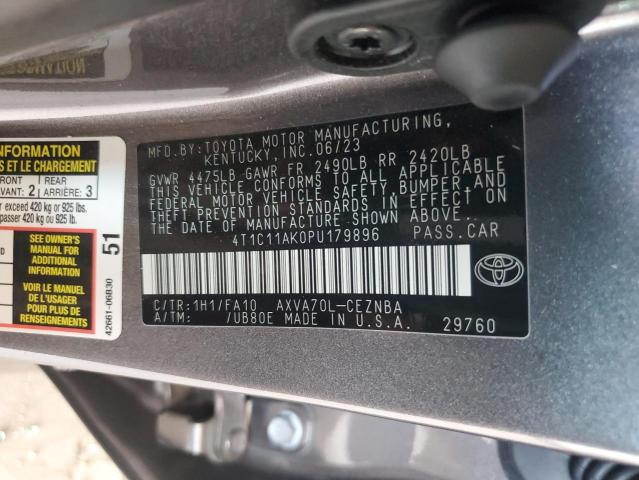 INFORMATION
S ET LE CHARGEMENT
FRONT
AVANT: 2
REAR
ARRIÈRE: 3
exceed 420 kg or 925 lbs.
passer 420 kg ou 925 lb.
SEE OWNER'S
MANUAL FOR
ADDITIONAL
INFORMATION
VOIR LE MANUEL
DE L'USAGER
POUR PLUS DE
RENSEIGNEMENTS
51
42661-06B30
MFD.BY:TOYOTA MOTOR MANUFACTURING,
KENTUCKY, INC.06/23
GVWR 4475LB GAWR FR 2490LB RR 2420LB
THIS VEHICLE CONFORMS TO ALL APPLICABLE
FEDERAL MOTOR VEHICLE SAFETY, BUMPER, AND
THEFT PREVENTION STANDARDS IN EFFECT ON
THE DATE OF MANUFACTURE SHOWN ABOVE.
4T1C11AK0PU179896 PASS.CAR
C/TR:1H1/FA10 AXVA70L-CEZNBA
A/TM: /UB80E MADE IN U.S.A. 29760